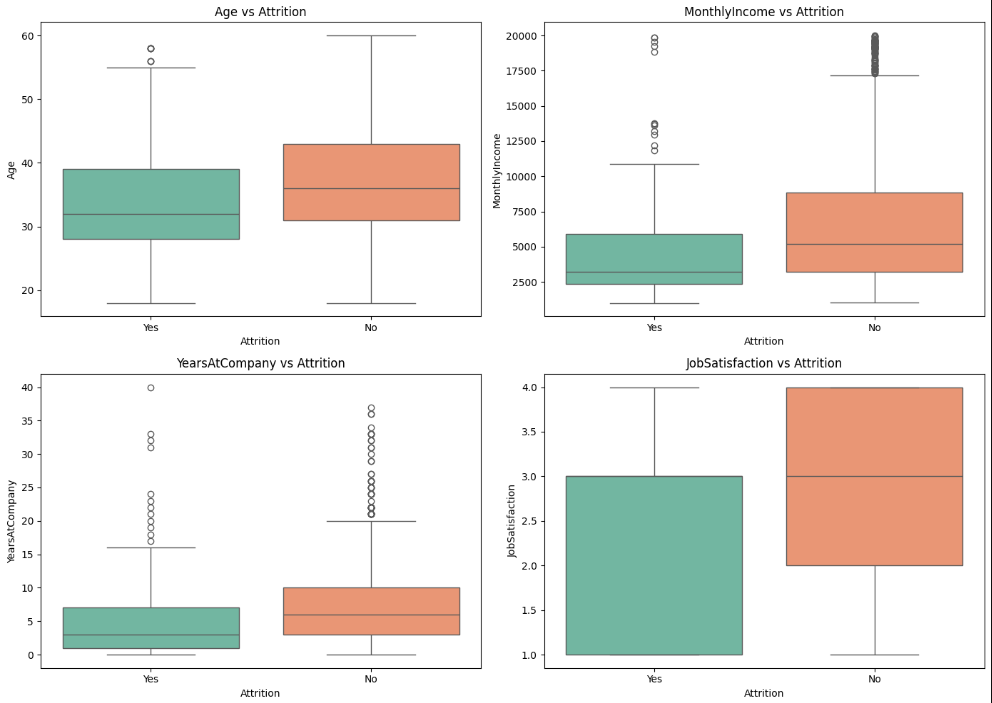 Age vs Attrition
60
50
40
30
20
Age
Yes
No
Attrition
MonthlyIncome vs Attrition
20000
17500
15000
12500
10000
7500
5000
2500
MonthlyIncome
Yes
No
Attrition
YearsAtCompany vs Attrition
40
35
30
25
20
15
10
5
0
YearsAtCompany
Yes
No
Attrition
JobSatisfaction vs Attrition
4.0
3.5
3.0
2.5
2.0
1.5
1.0
JobSatisfaction
Yes
No
Attrition